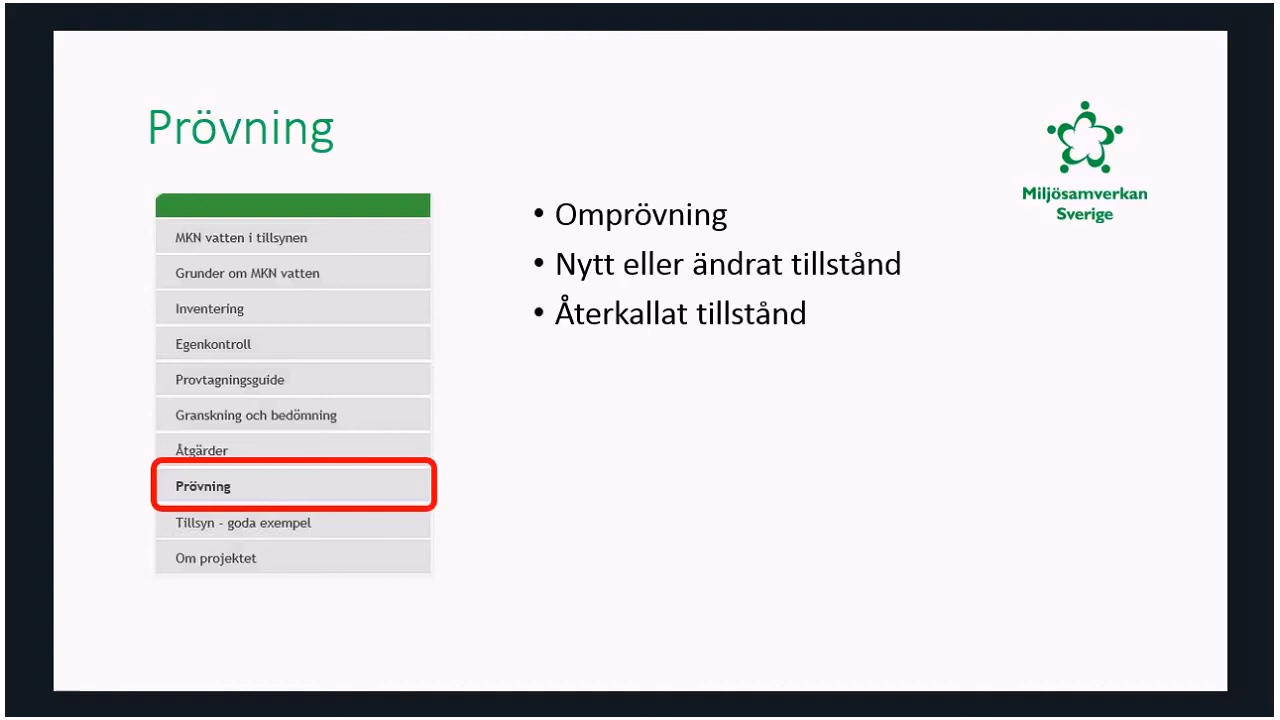 Prövning
Miljösamverkan
Sverige
MKN vatten i tillsynen
Grunder om MKN vatten
Inventering
Egenkontroll
Provtagningsguide
Granskning och bedömning
Åtgärder
Prövning
Tillsyn - goda exempel
Om projektet
• Omprövning
• Nytt eller ändrat tillstånd
• Återkallat tillstånd